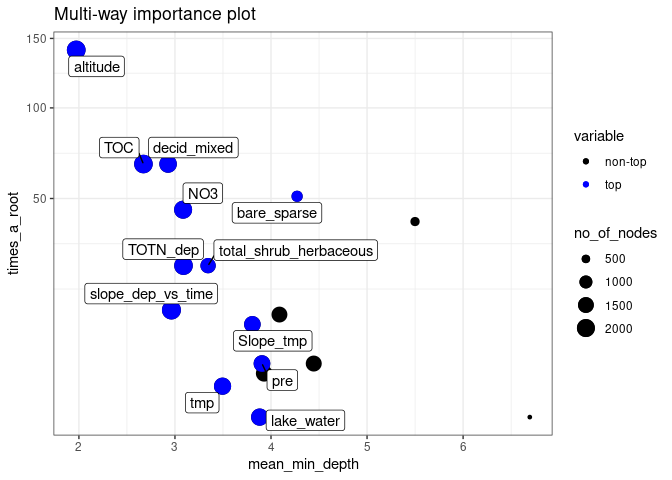 Multi-way importance plot
150
100
50
times_a_root
altitude
TOC
decid_mixed
NO3
bare_sparse
TOTN_dep
total_shrub_herbaceous
slope_dep_vs_time
Slope_tmp
pre
tmp
lake_water
2
3
4
5
6
mean_min_depth
variable
non-top
top
no_of_nodes
500
1000
1500
2000